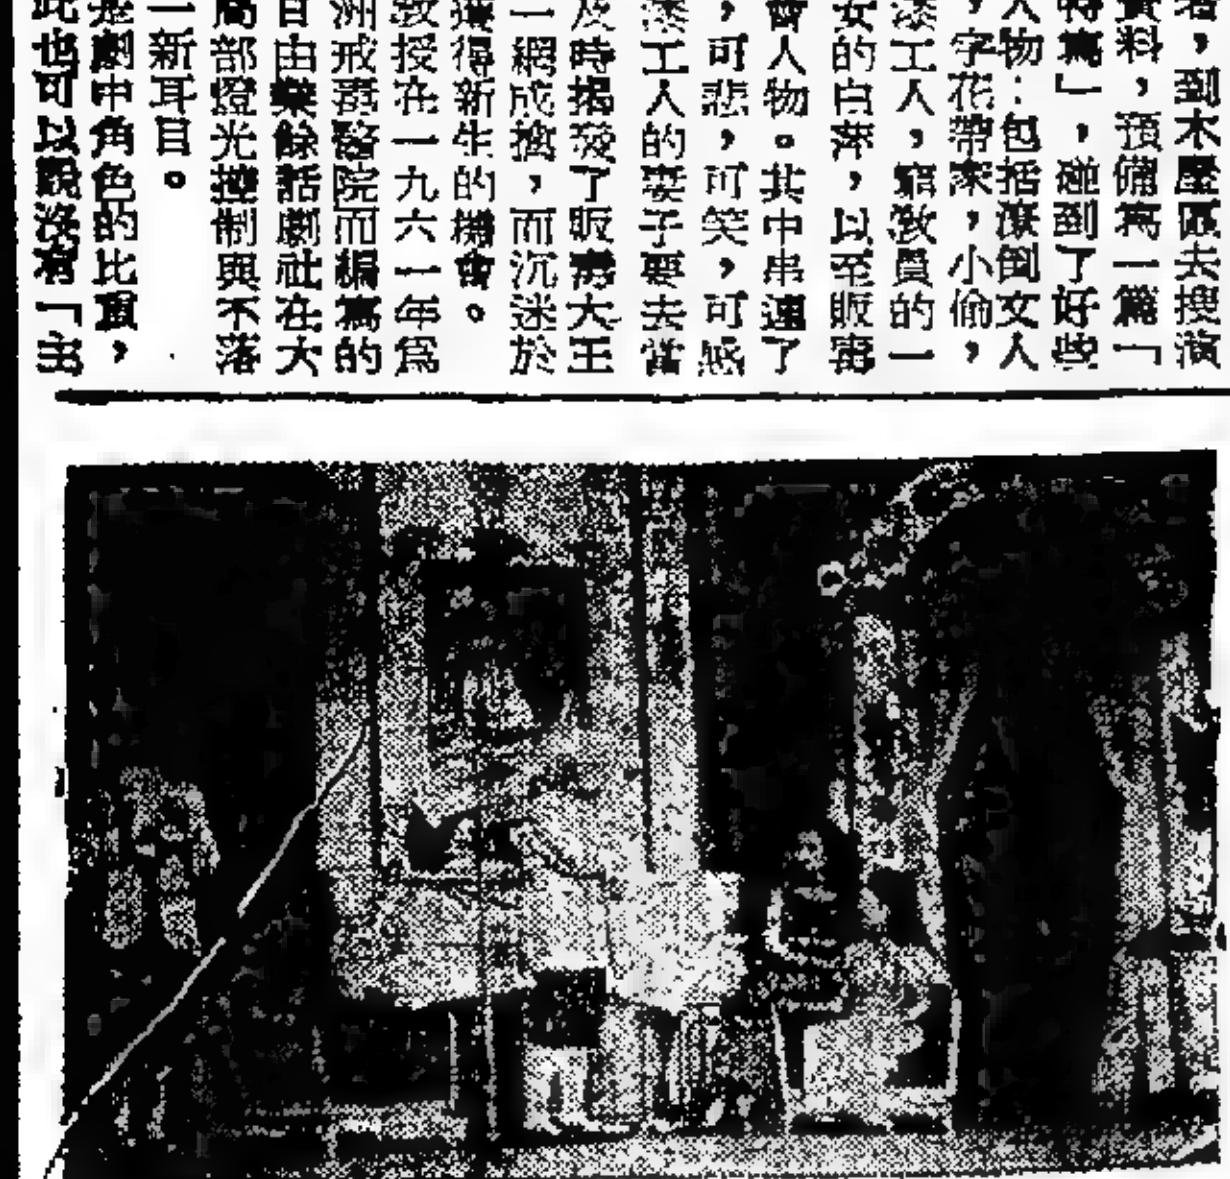 者，到木屋區去搜演
資料，預備寫一篇「
特寫」，碰到了好些
人物：包括潦倒文人
，字花帶家，小偷，
漆工人，窮教員的一
安的白萍，以至販毒
會人物。其中串連了
，可悲，可笑，可感
漆工人的妻子要去當
及時揭發了販毒大王
一網成擒，而沉迷於
獲得新生的機會。
教授在一九六一年爲
洲戒毒醫院而編寫的
自由樂餘話劇社在大
局部燈光控制與不落
一新耳目。
是劇中角色的比重，
此也可以說沒有「主